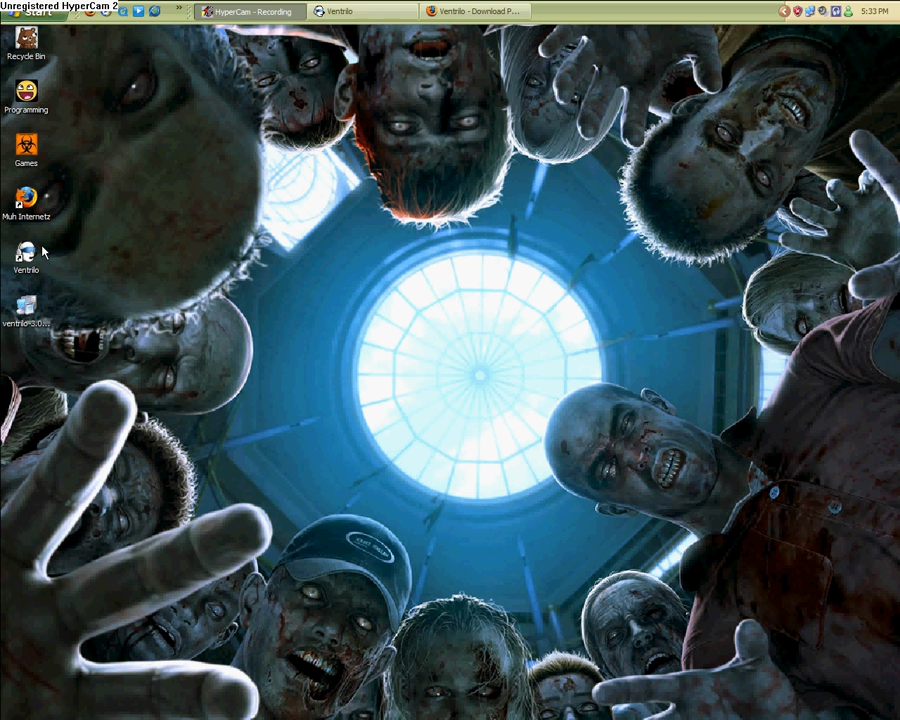 Unregistered HyperCam 2
Start
HyperCam - Recording
Ventrilo
Ventrilo - Download P...
5:33 PM
Recycle Bin
Programming
Games
Muh Internetz
Ventrilo
ventrilo-3.0...